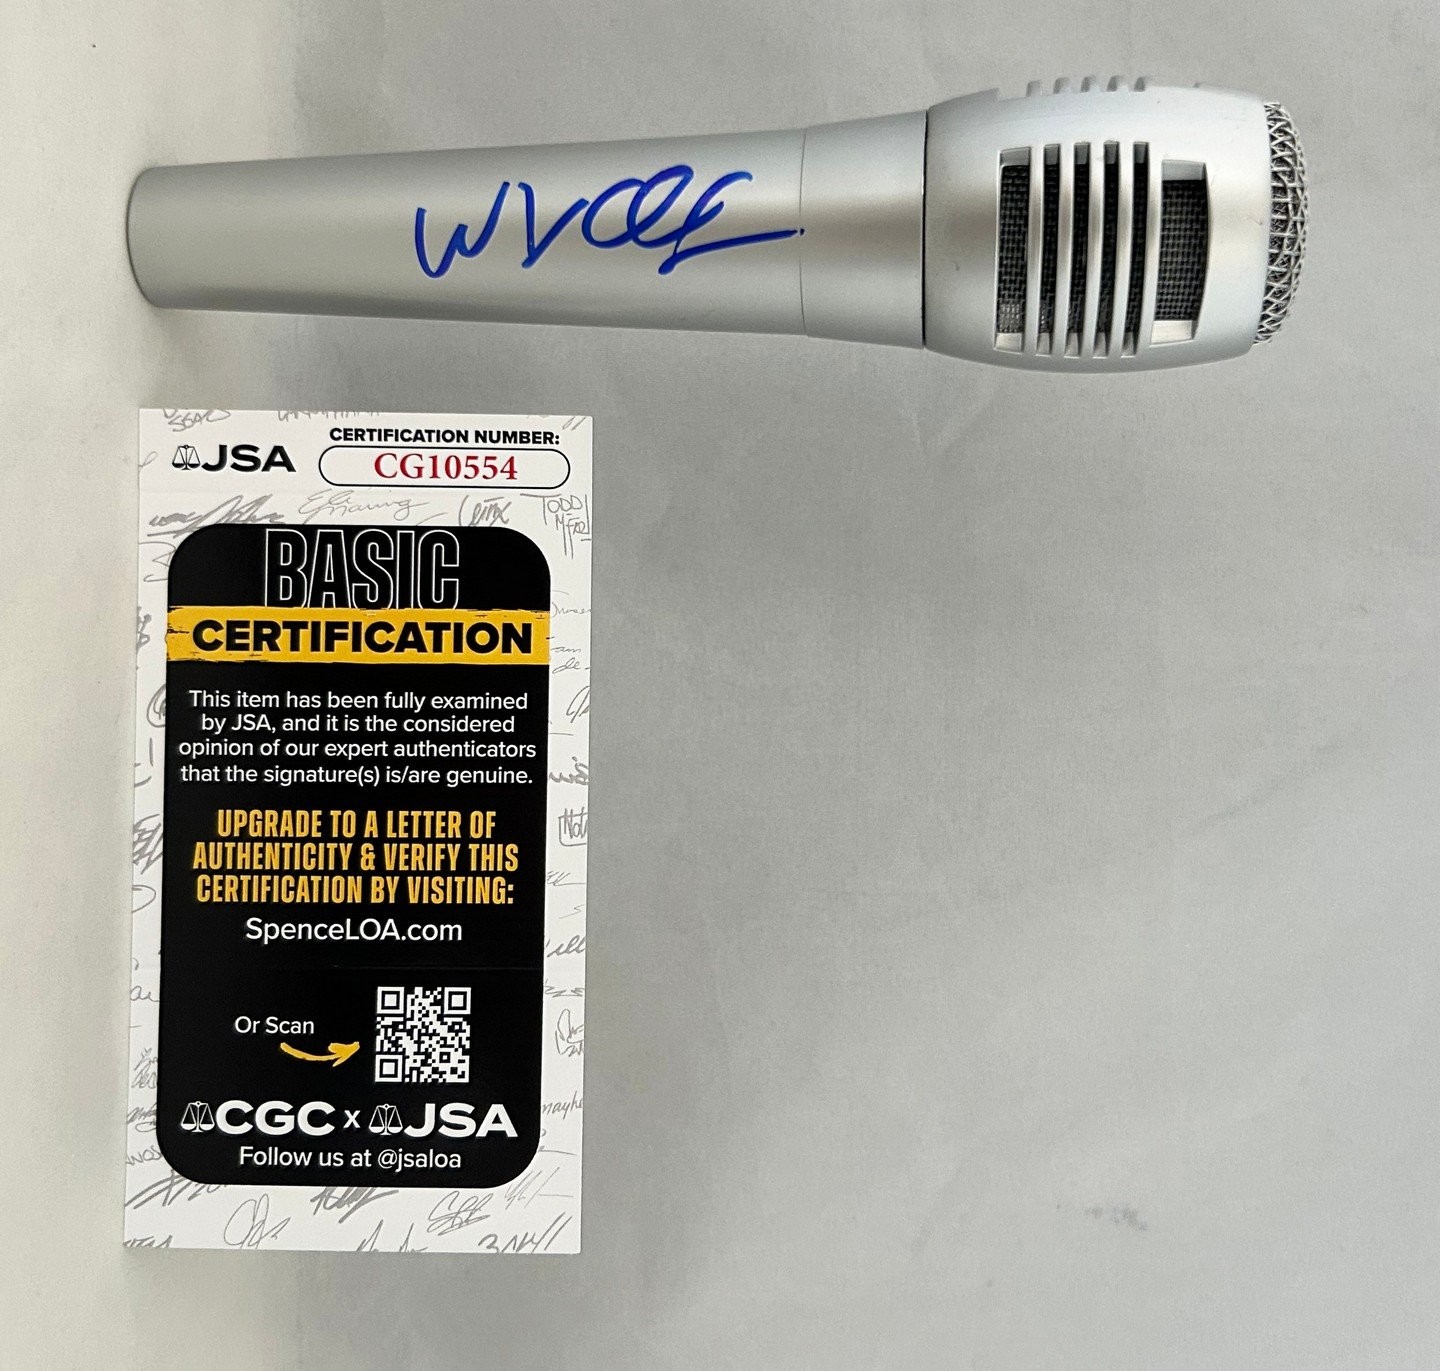 JSA
CERTIFICATION NUMBER:
CG10554
BASIC
CERTIFICATION
This item has been fully examined
by JSA, and it is the considered
opinion of our expert authenticators
that the signature(s) is/are genuine.
UPGRADE TO A LETTER OF
AUTHENTICITY & VERIFY THIS
CERTIFICATION BY VISITING:
SpenceLOA.com
Or Scan
CGC x JSA
Follow us at @jsaloa